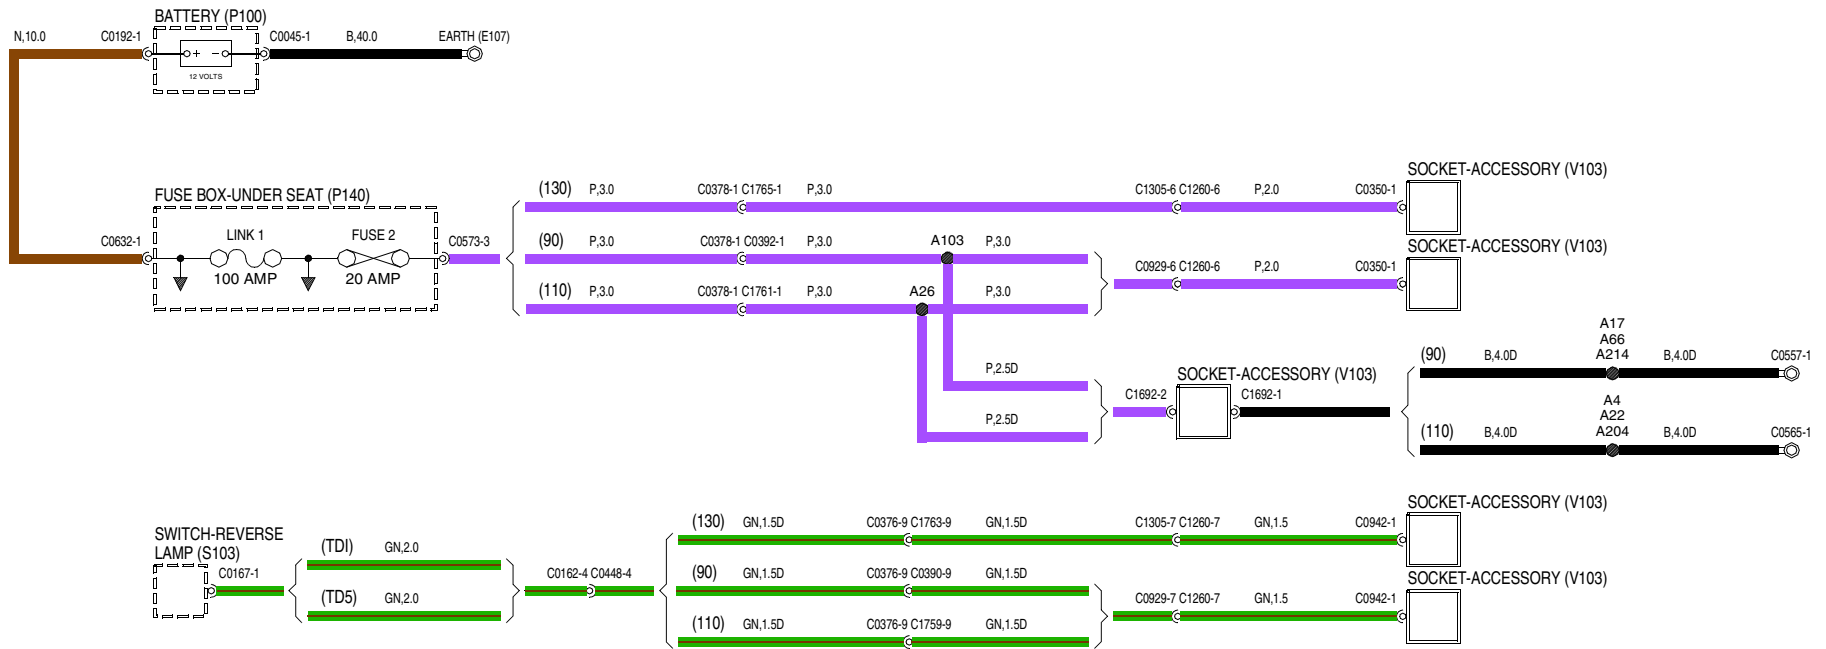 BATTERY (P100)
N,10.0
C0192-1
C0045-1
B,40.0
EARTH (E107)
+ −
12 VOLTS
FUSE BOX-UNDER SEAT (P140)
C0632-1
LINK 1
100 AMP
FUSE 2
20 AMP
C0573-3
(130) P,3.0 C0378-1 C1765-1 P,3.0 C1305-6 C1260-6 P,2.0 C0350-1
SOCKET-ACCESSORY (V103)
(90) P,3.0 C0378-1 C0392-1 P,3.0 A103 P,3.0
C0929-6 C1260-6 P,2.0 C0350-1
SOCKET-ACCESSORY (V103)
(110) P,3.0 C0378-1 C1761-1 P,3.0 A26 P,3.0
P,2.5D
P,2.5D
C1692-2
SOCKET-ACCESSORY (V103)
C1692-1
A17
A66
A214
(90) B,4.0D B,4.0D C0557-1
A4
A22
A204
(110) B,4.0D B,4.0D C0565-1
SWITCH-REVERSE
LAMP (S103)
C0167-1
(TDI) GN,2.0
(TD5) GN,2.0
C0162-4 C0448-4
(130) GN,1.5D C0376-9 C1763-9 GN,1.5D C1305-7 C1260-7 GN,1.5 C0942-1
SOCKET-ACCESSORY (V103)
(90) GN,1.5D C0376-9 C0390-9 GN,1.5D
C0929-7 C1260-7 GN,1.5 C0942-1
SOCKET-ACCESSORY (V103)
(110) GN,1.5D C0376-9 C1759-9 GN,1.5D